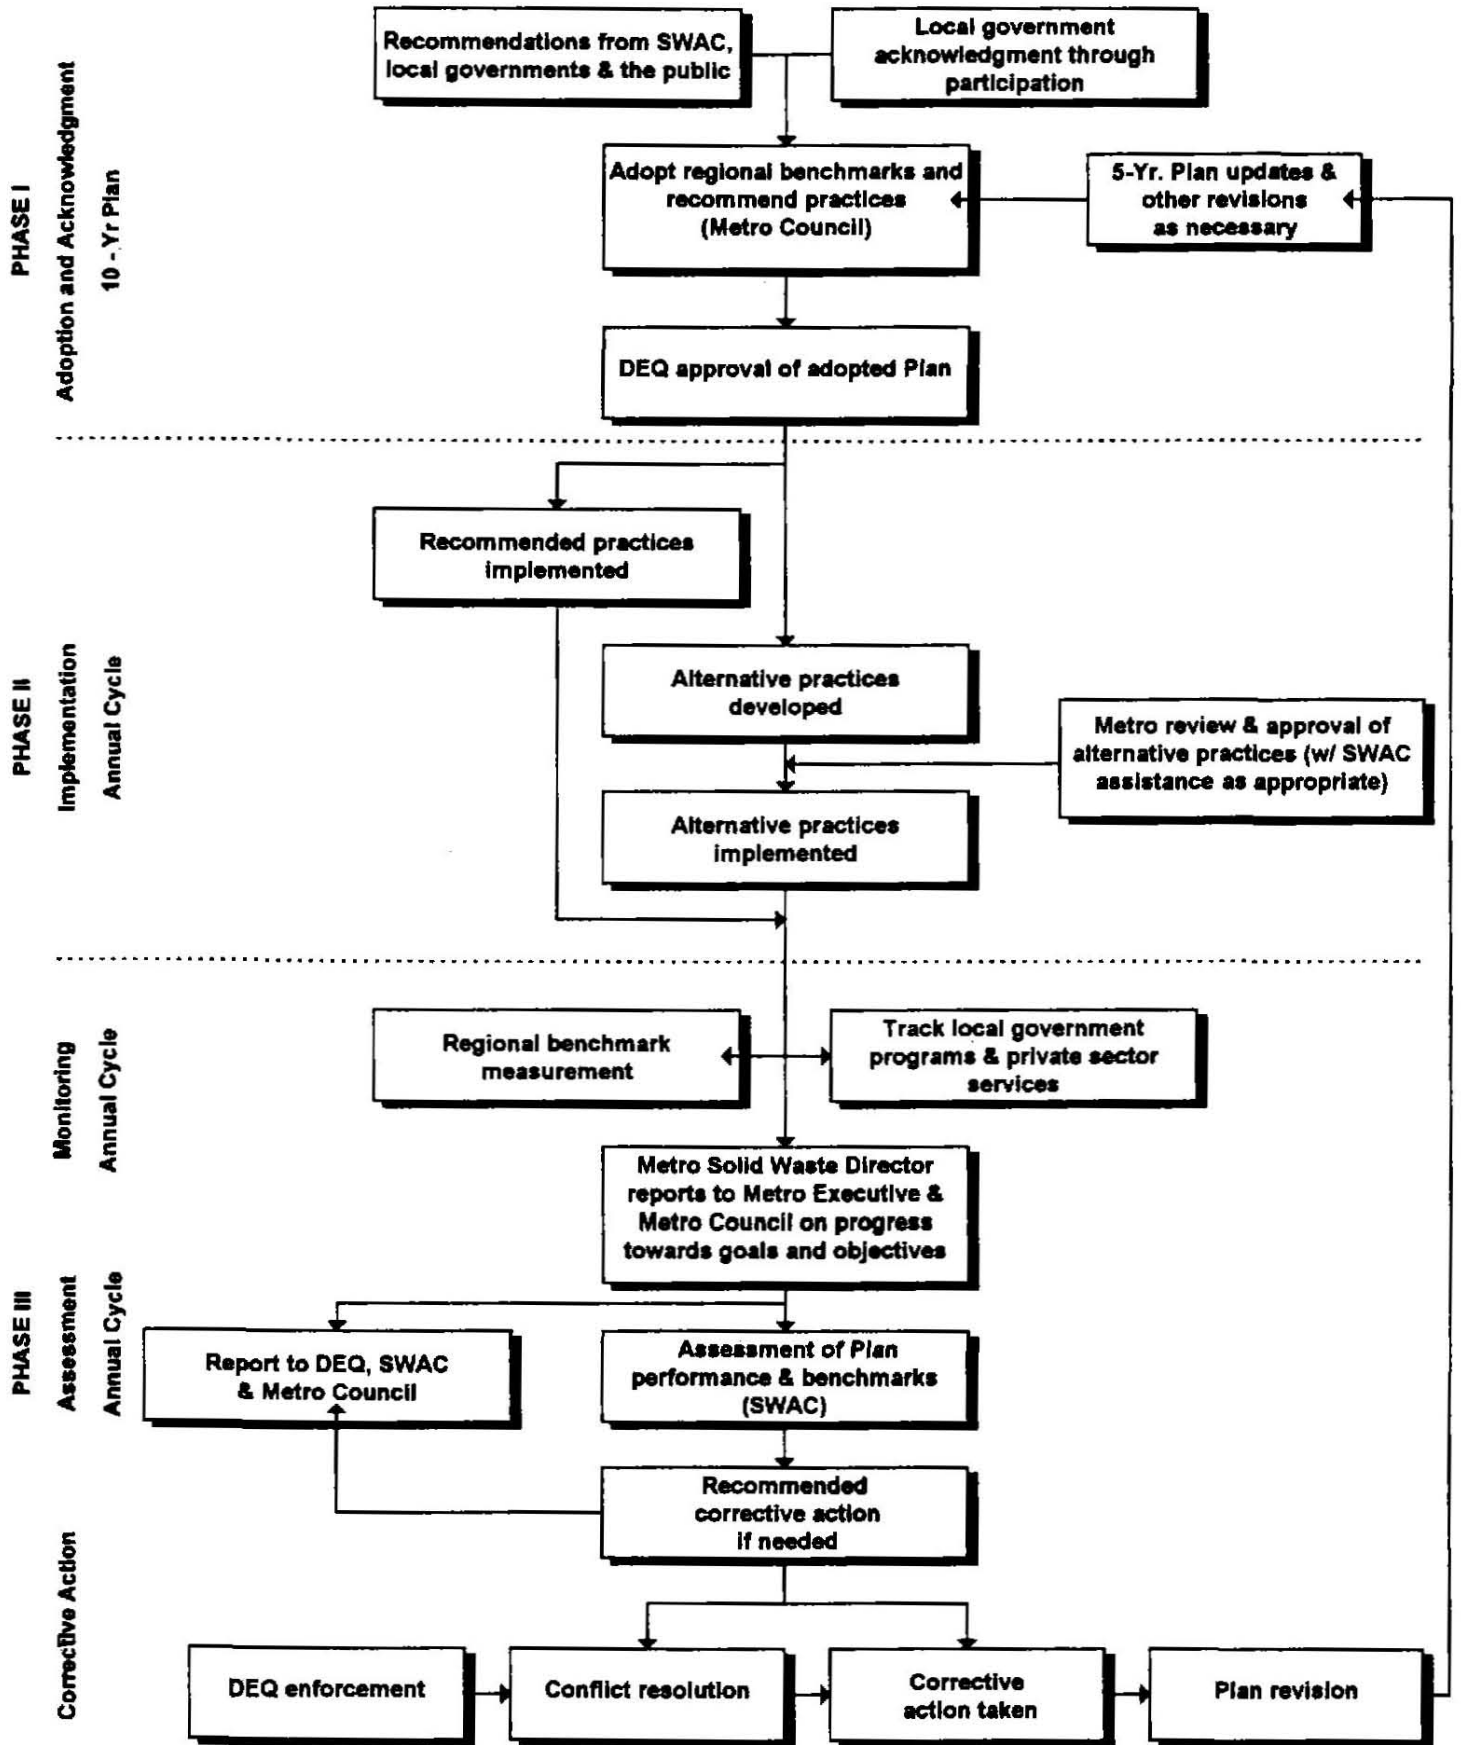 PHASE I
Adoption and Acknowledgment
10 - Yr Plan
Recommendations from SWAC,
local governments & the public
Local government
acknowledgment through
participation
Adopt regional benchmarks and
recommend practices
(Metro Council)
5-Yr. Plan updates &
other revisions
as necessary
DEQ approval of adopted Plan
PHASE II
Implementation
Annual Cycle
Recommended practices
implemented
Alternative practices
developed
Metro review & approval of
alternative practices (w/ SWAC
assistance as appropriate)
Alternative practices
implemented
PHASE III
Monitoring
Annual Cycle
Regional benchmark
measurement
Track local government
programs & private sector
services
Metro Solid Waste Director
reports to Metro Executive &
Metro Council on progress
towards goals and objectives
Assessment
Annual Cycle
Report to DEQ, SWAC
& Metro Council
Assessment of Plan
performance & benchmarks
(SWAC)
Recommended
corrective action
if needed
Corrective Action
DEQ enforcement
Conflict resolution
Corrective
action taken
Plan revision